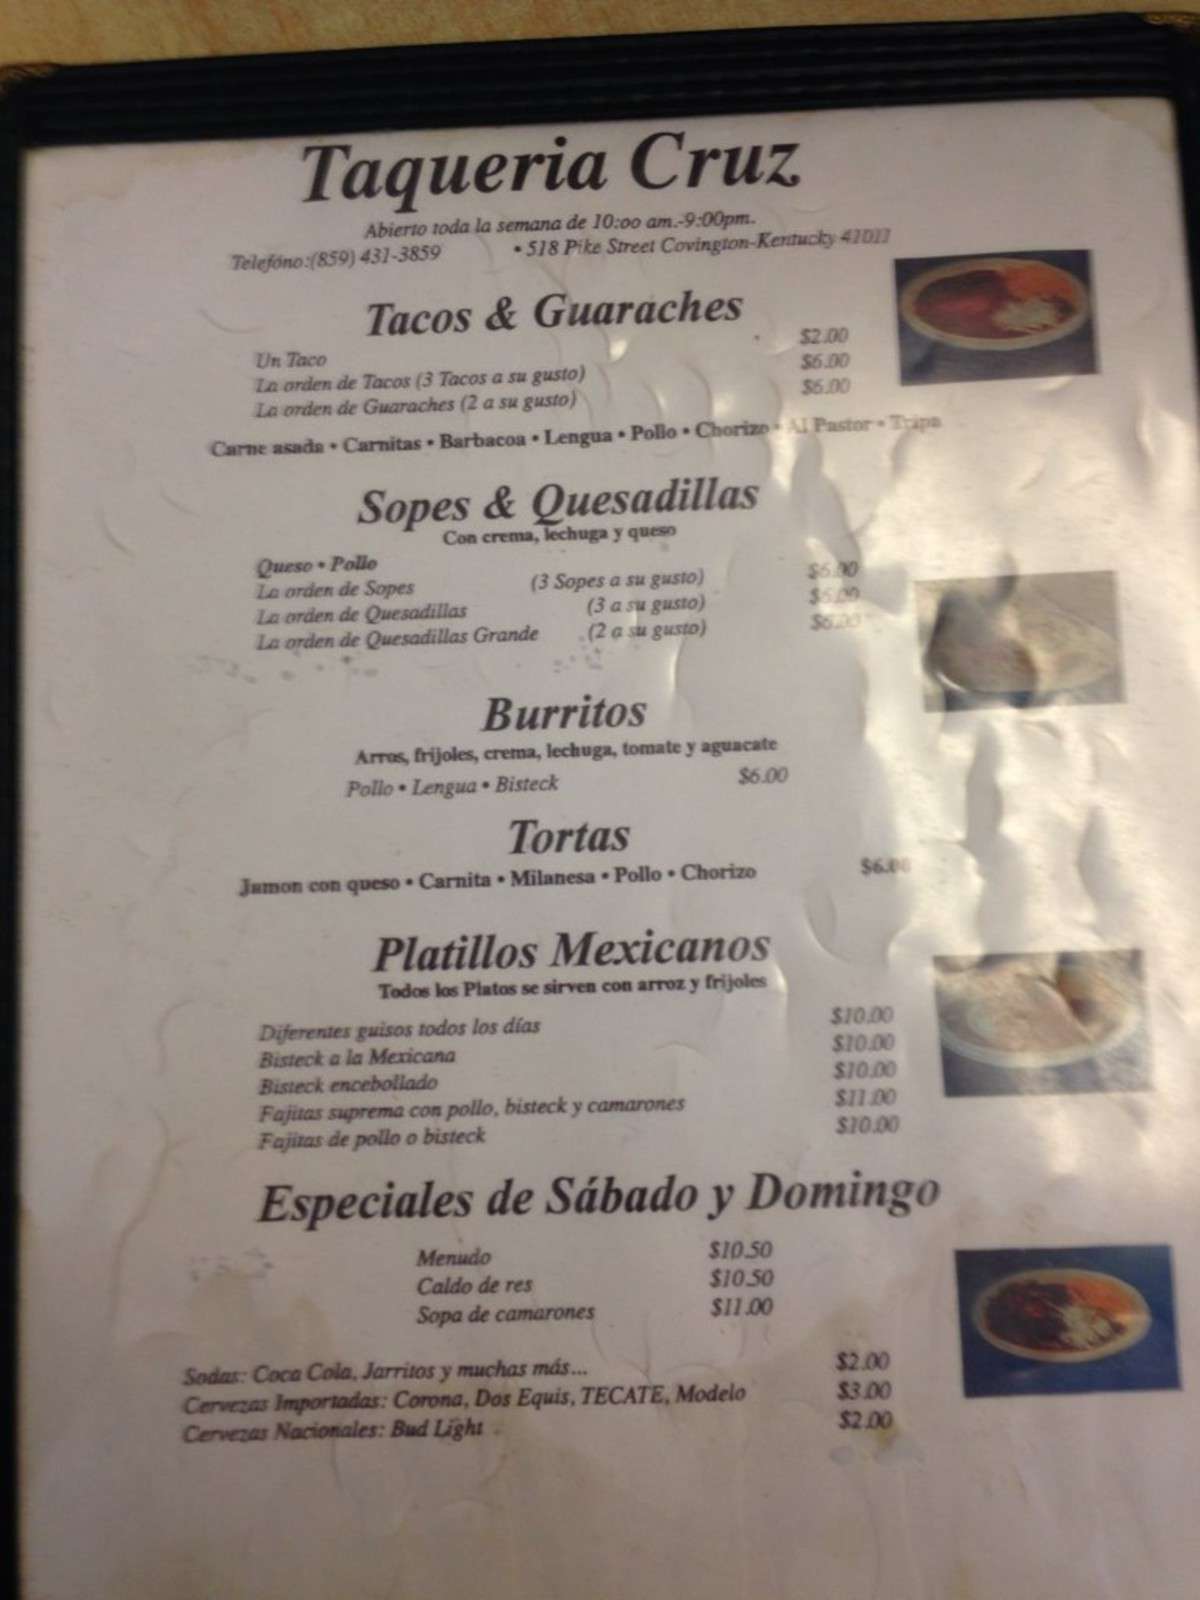 Taqueria Cruz
Abierto toda la semana de 10:oo am.-9:00pm.
Telefóno:(859) 431-3859 • 518 Pike Street Covington-Kentucky 41011
Tacos & Guaraches
Un Taco $2.00
La orden de Tacos (3 Tacos a su gusto) $6.00
La orden de Guaraches (2 a su gusto) $6.00
Carne asada • Carnitas • Barbacoa • Lengua • Pollo • Chorizo • Al Pastor • Tripa
Sopes & Quesadillas
Con crema, lechuga y queso
Queso • Pollo
La orden de Sopes (3 Sopes a su gusto) $6.00
La orden de Quesadillas (3 a su gusto) $6.00
La orden de Quesadillas Grande (2 a su gusto) $6.00
Burritos
Arros, frijoles, crema, lechuga, tomate y aguacate
Pollo • Lengua • Bisteck $6.00
Tortas
Jamon con queso • Carnita • Milanesa • Pollo • Chorizo $6.00
Platillos Mexicanos
Todos los Platos se sirven con arroz y frijoles
Diferentes guisos todos los días $10.00
Bisteck a la Mexicana $10.00
Bisteck encebollado $10.00
Fajitas suprema con pollo, bisteck y camarones $11.00
Fajitas de pollo o bisteck $10.00
Especiales de Sábado y Domingo
Menudo $10.50
Caldo de res $10.50
Sopa de camarones $11.00
Sodas: Coca Cola, Jarritos y muchas más... $2.00
Cervezas Importadas: Corona, Dos Equis, TECATE, Modelo $3.00
Cervezas Nacionales: Bud Light $2.00